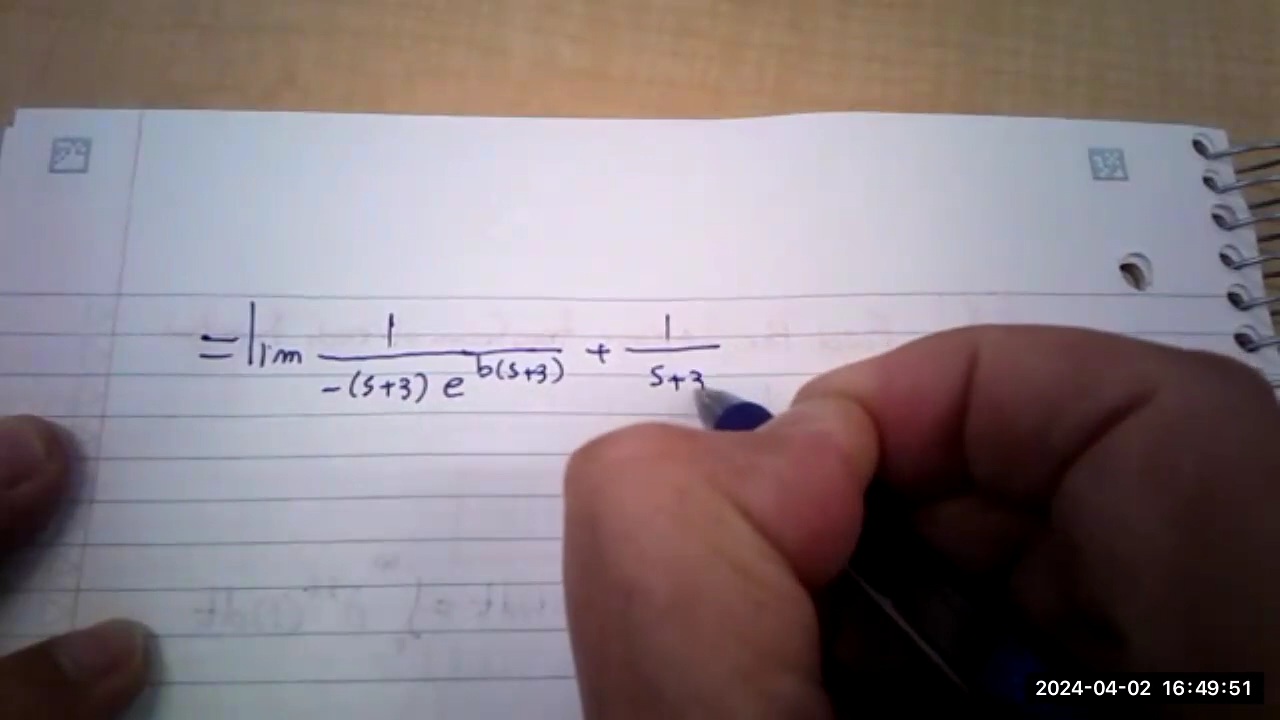 = lim 1/(-(s+3) e^(b(s+3))) + 1/(s+3)
2024-04-02 16:49:51